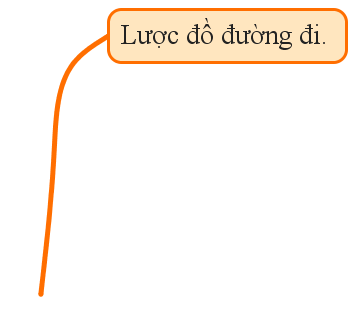 Lược đồ đường đi.